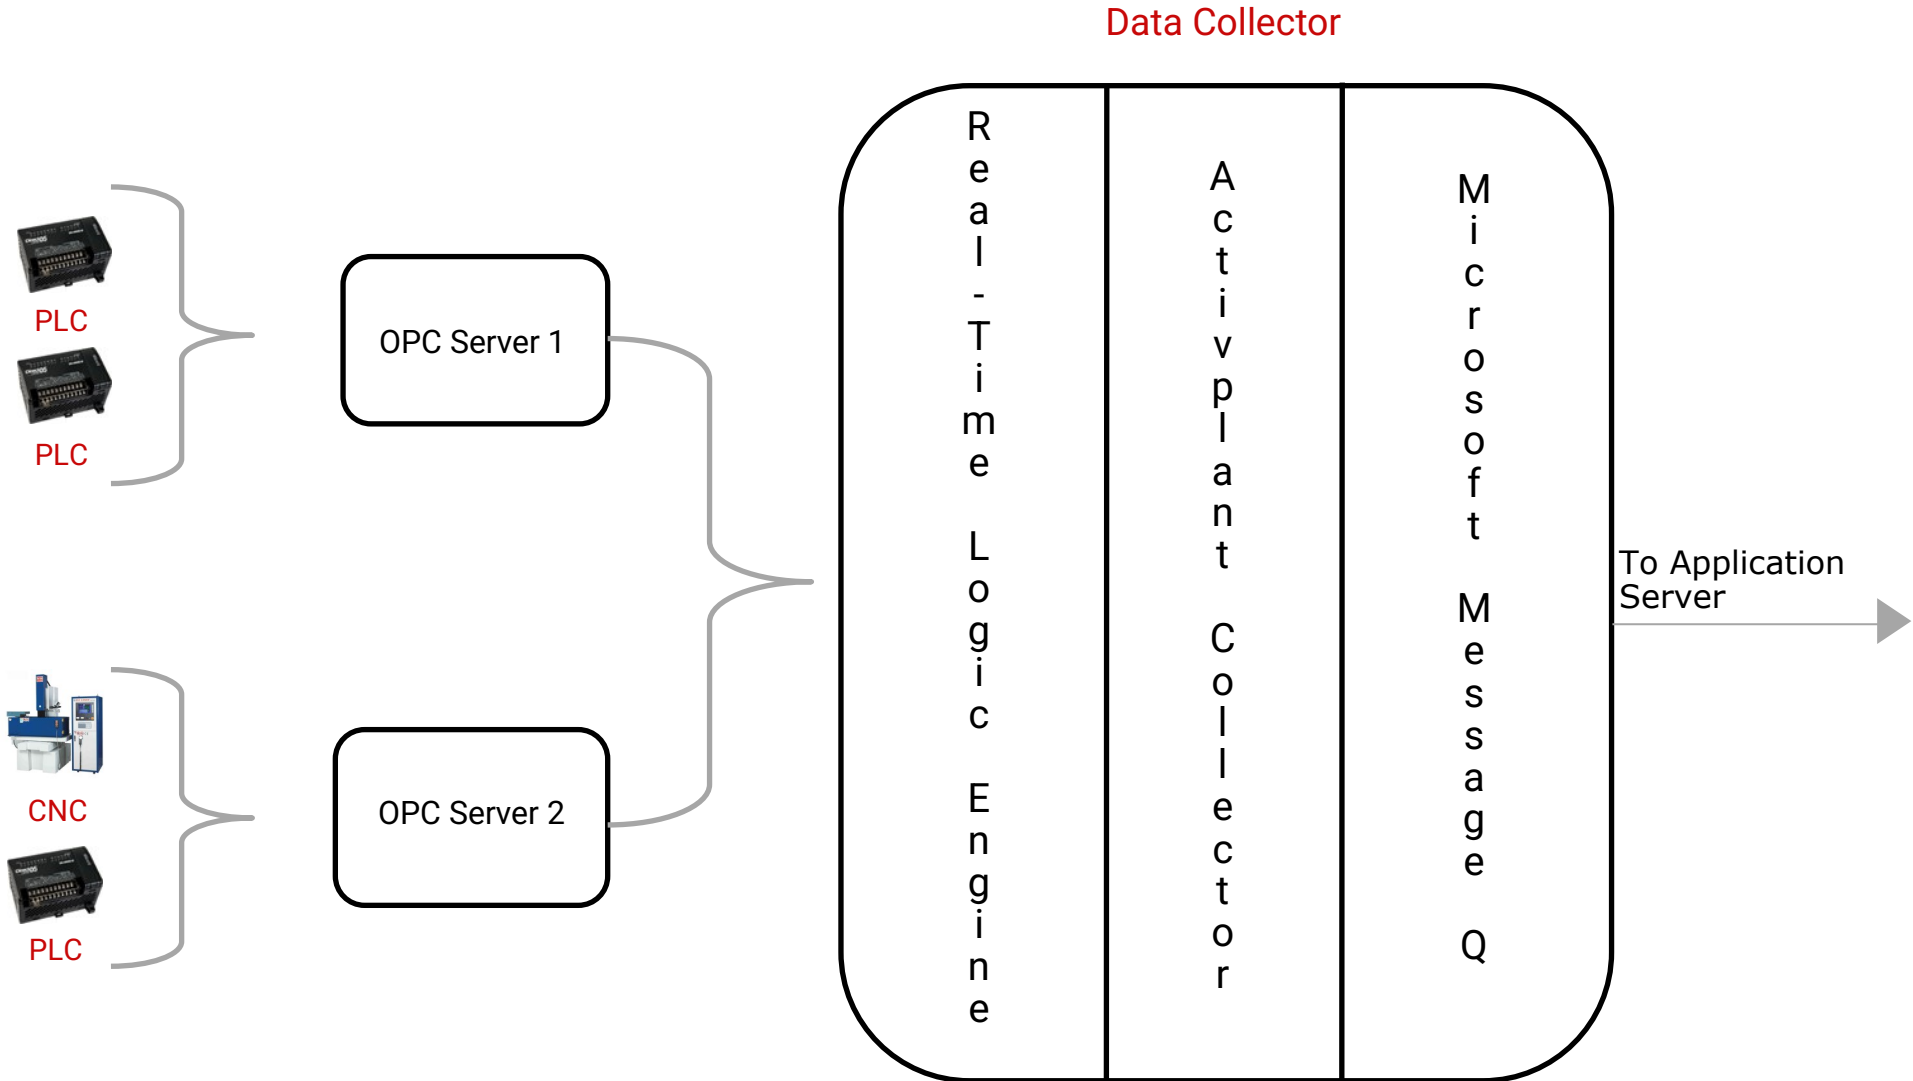 Data Collector
PLC
PLC
OPC Server 1
CNC
PLC
OPC Server 2
Real-Time Logic Engine
Activplant Collector
Microsoft Message Q
To Application
Server